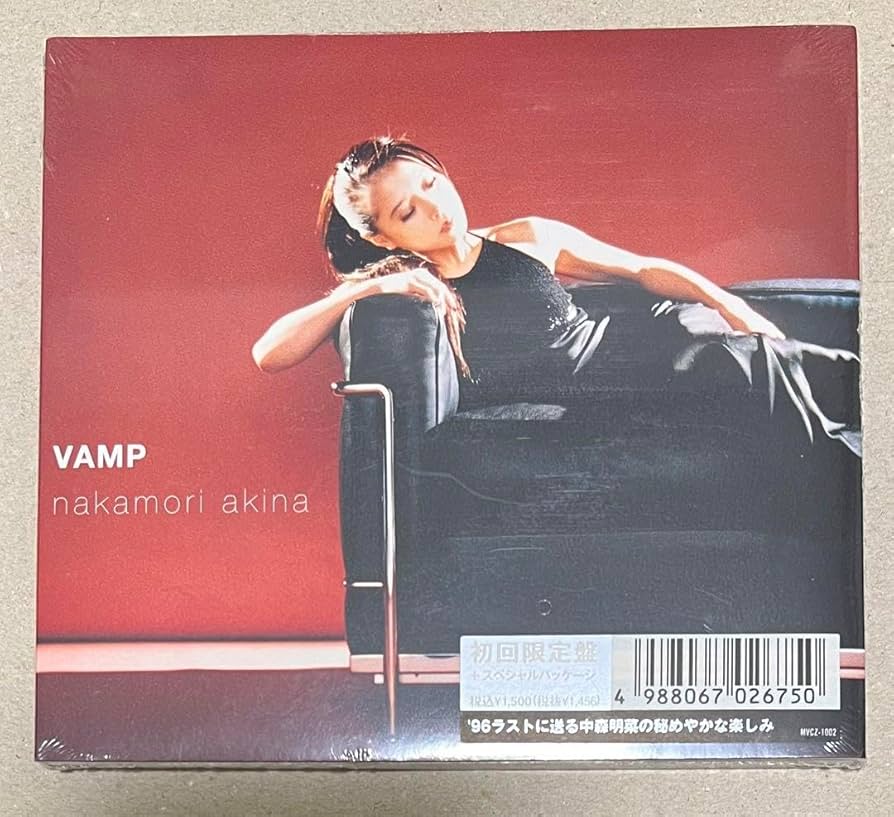 VAMP
nakamori akina
初回限定盤
+スペシャルパッケージ
税込¥1,500(税抜¥1,456)
4 988067 026750
'96ラストに送る中森明菜の秘めやかな楽しみ
MVCZ-1002